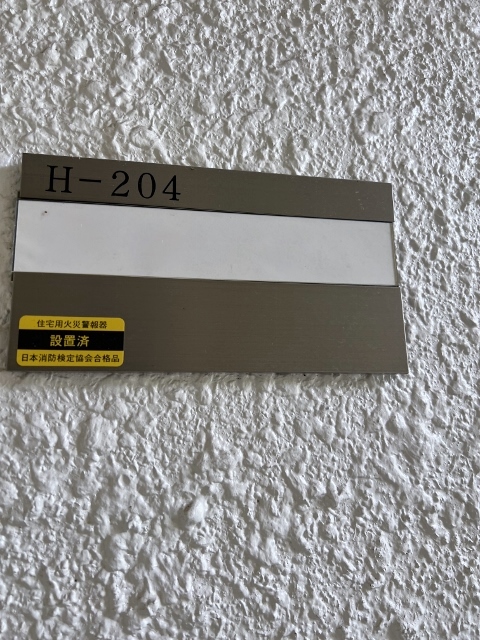 H-204
住宅用火災警報器
設置済
日本消防検定協会合格品